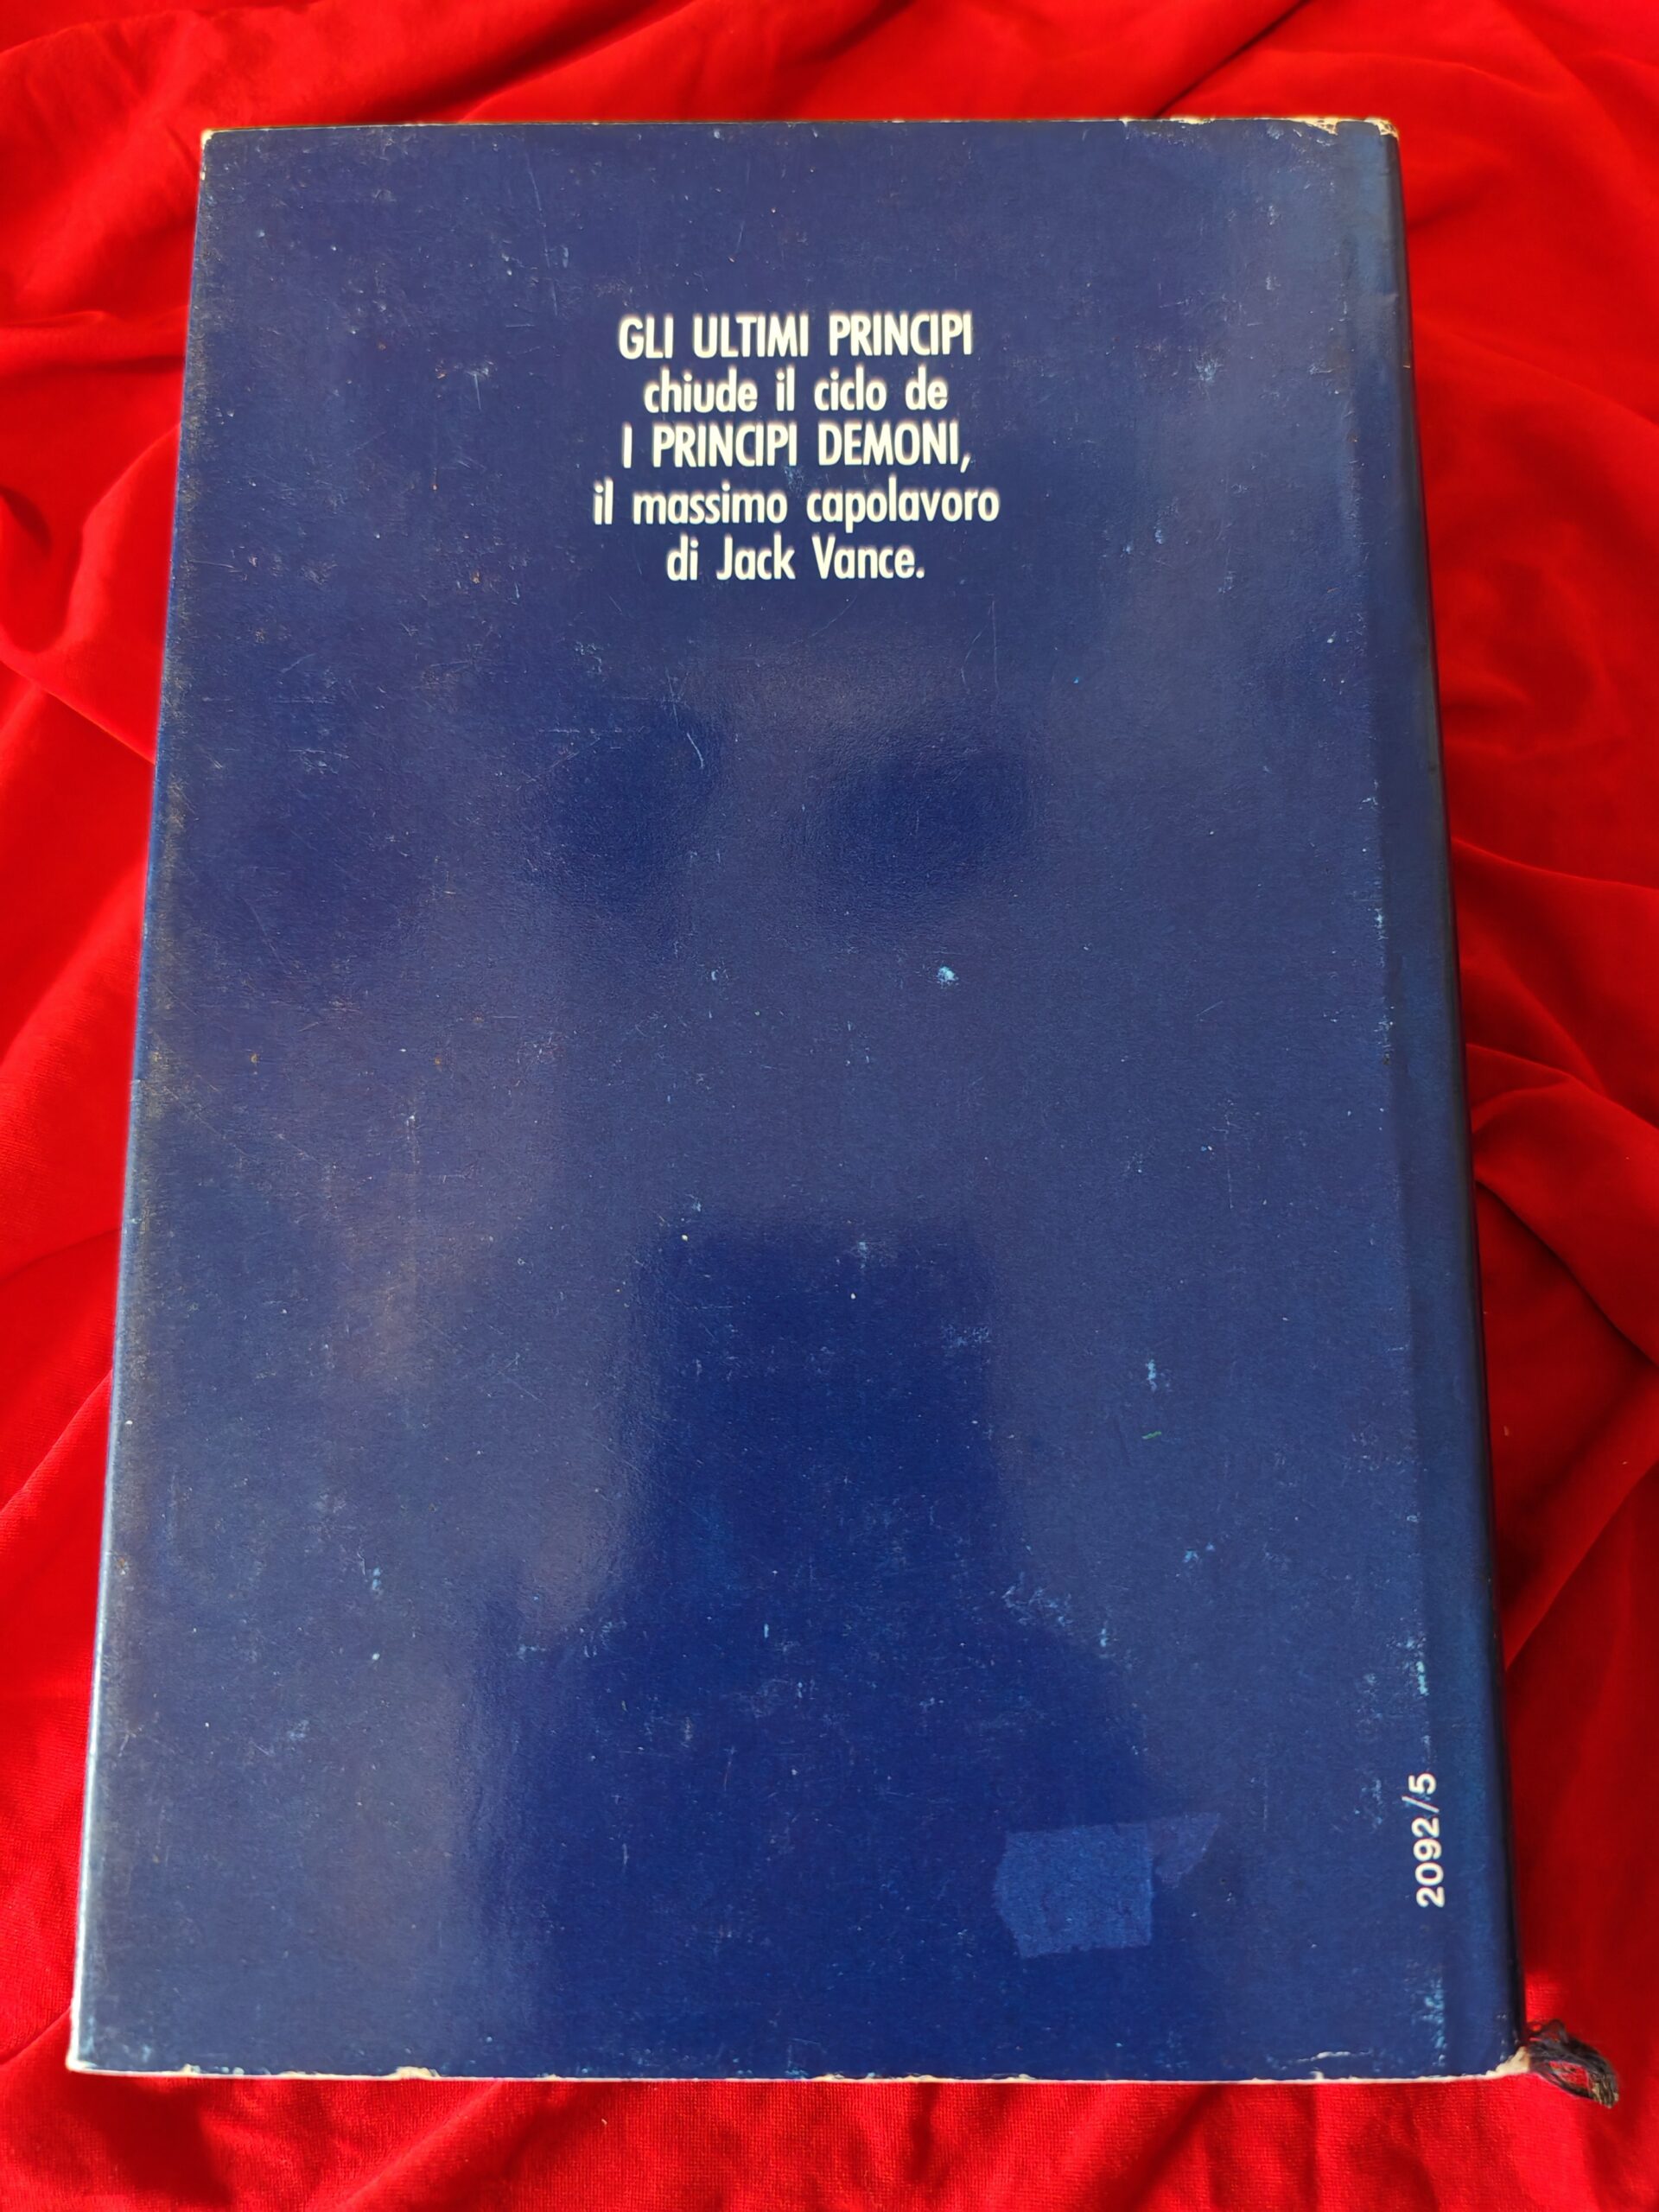 GLI ULTIMI PRINCIPI
chiude il ciclo de
I PRINCIPI DEMONI,
il massimo capolavoro
di Jack Vance.
2092/5